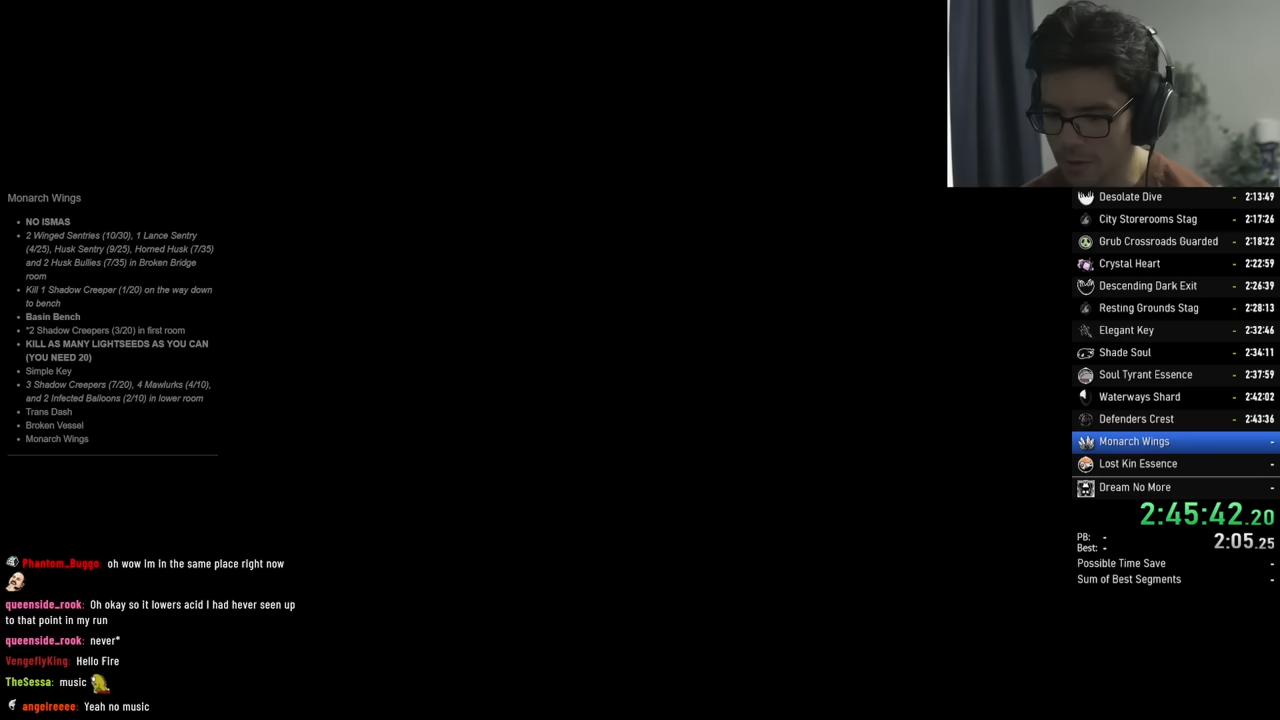 Monarch Wings
• NO ISMAS
• 2 Winged Sentries (10/30), 1 Lance Sentry
(4/25), Husk Sentry (9/25), Horned Husk (7/35)
and 2 Husk Bullies (7/35) in Broken Bridge
room
• Kill 1 Shadow Creeper (1/20) on the way down
to bench
• Basin Bench
• *2 Shadow Creepers (3/20) in first room
• KILL AS MANY LIGHTSEEDS AS YOU CAN
(YOU NEED 20)
• Simple Key
• 3 Shadow Creepers (7/20), 4 Mawlurks (4/10),
and 2 Infected Balloons (2/10) in lower room
• Trans Dash
• Broken Vessel
• Monarch Wings
Phantom_Buggo: oh wow Im in the same place right now
queenside_rook: Oh okay so it lowers acid I had hever seen up
to that point in my run
queenside_rook: never*
VengeflyKing: Hello Fire
TheSessa: music
angelreeee: Yeah no music
Desolate Dive - 2:13:49
City Storerooms Stag - 2:17:26
Grub Crossroads Guarded - 2:18:22
Crystal Heart - 2:22:59
Descending Dark Exit - 2:26:39
Resting Grounds Stag - 2:28:13
Elegant Key - 2:32:46
Shade Soul - 2:34:11
Soul Tyrant Essence - 2:37:59
Waterways Shard - 2:42:02
Defenders Crest - 2:43:36
Monarch Wings -
Lost Kin Essence -
Dream No More -
2:45:42.20
PB: - 2:05.25
Best: -
Possible Time Save -
Sum of Best Segments -